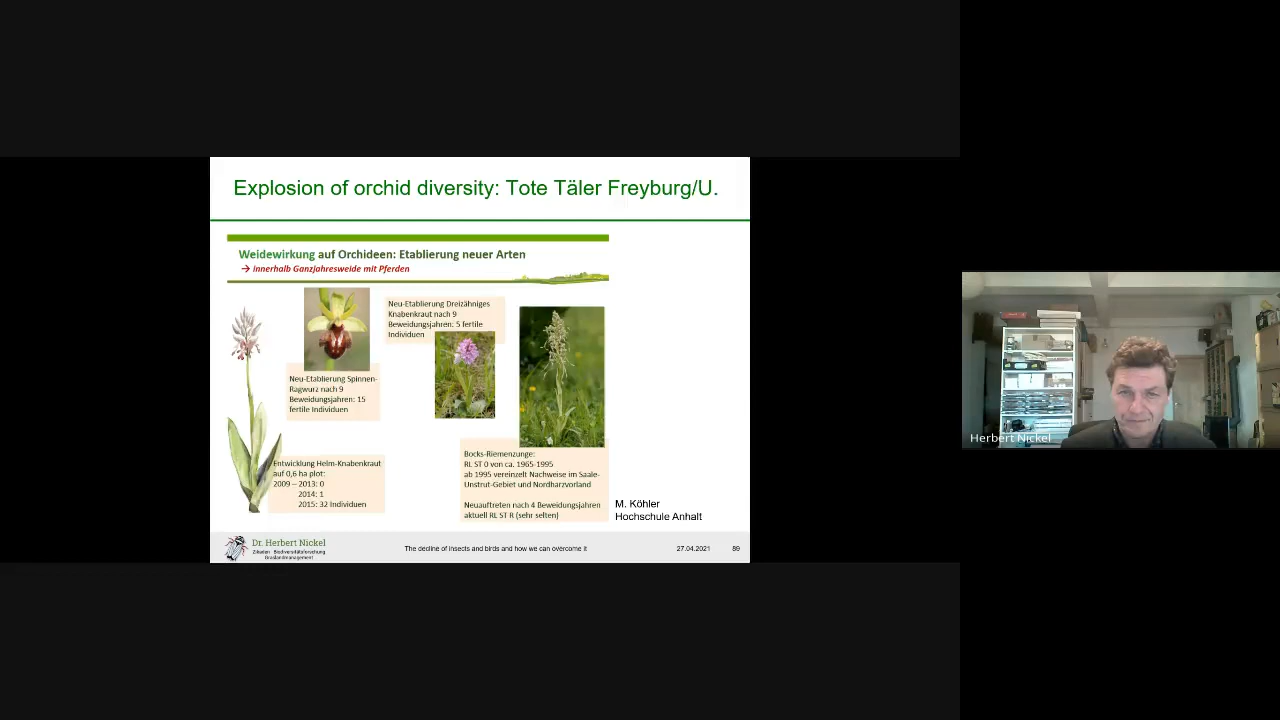 Explosion of orchid diversity: Tote Täler Freyburg/U.
Weidewirkung auf Orchideen: Etablierung neuer Arten
→ innerhalb Ganzjahresweide mit Pferden
Neu-Etablierung Dreizähniges
Knabenkraut nach 9
Beweidungsjahren: 5 fertile
Individuen
Neu-Etablierung Spinnen-
Ragwurz nach 9
Beweidungsjahren: 15
fertile Individuen
Entwicklung Helm-Knabenkraut
auf 0,6 ha plot:
2009 – 2013: 0
2014: 1
2015: 32 Individuen
Bocks-Riemenzunge:
RL ST 0 von ca. 1965-1995
ab 1995 vereinzelt Nachweise im Saale-
Unstrut-Gebiet und Nordharzvorland
Neuauftreten nach 4 Beweidungsjahren
aktuell RL ST R (sehr selten)
M. Köhler
Hochschule Anhalt
Dr. Herbert Nickel
Zikaden Biodiversitätsforschung
Graslandmanagement
The decline of insects and birds and how we can overcome it
27.04.2021
89
Herbert Nickel